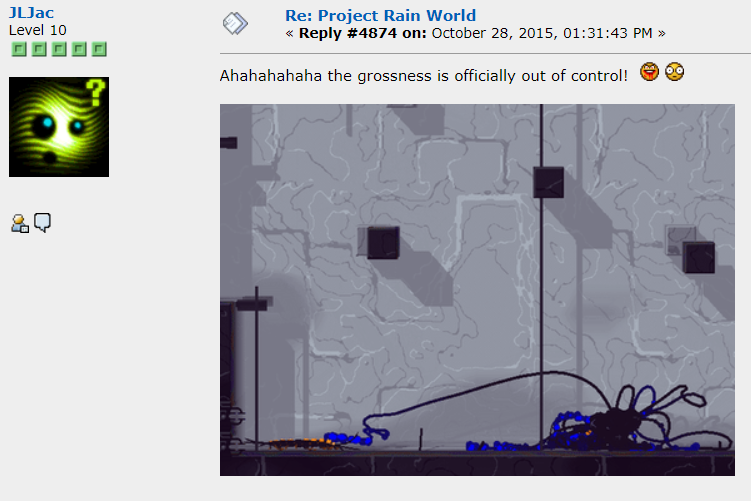 JLJac
Level 10
Re: Project Rain World
« Reply #4874 on: October 28, 2015, 01:31:43 PM »
Ahahahahaha the grossness is officially out of control!
?